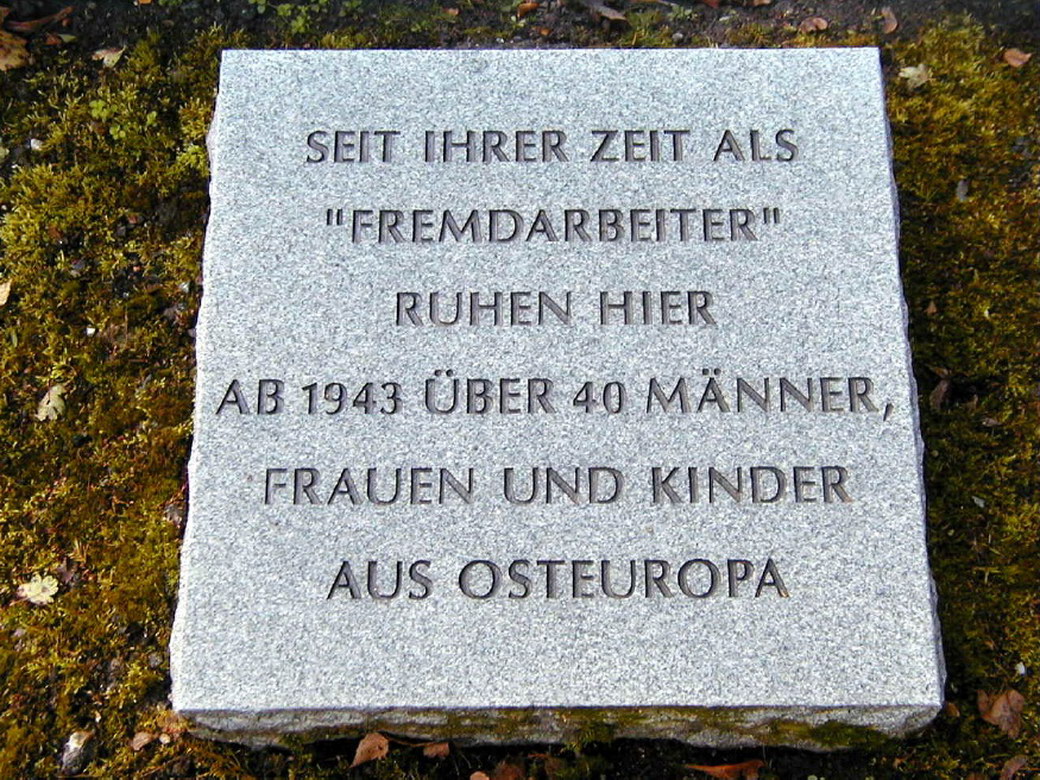 SEIT IHRER ZEIT ALS
"FREMDARBEITER"
RUHEN HIER
AB 1943 ÜBER 40 MÄNNER,
FRAUEN UND KINDER
AUS OSTEUROPA